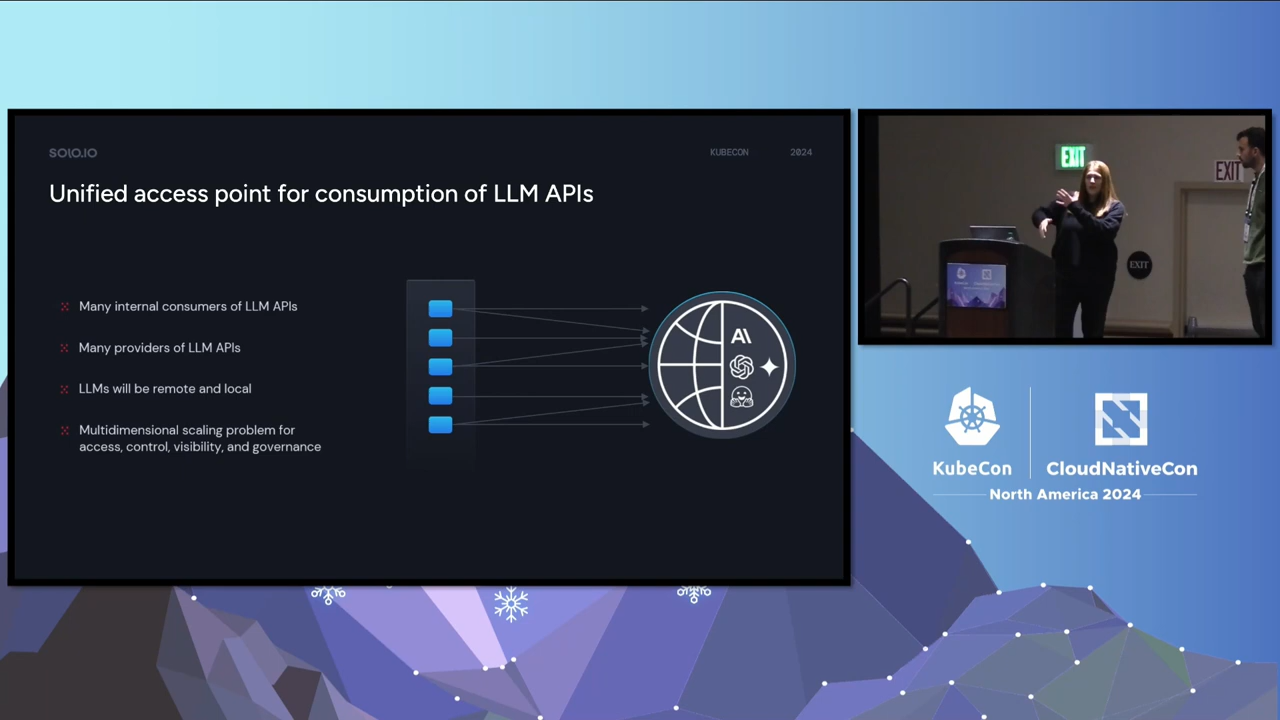 SOLO.IO
KUBECON 2024
Unified access point for consumption of LLM APIs
Many internal consumers of LLM APIs
Many providers of LLM APIs
LLMs will be remote and local
Multidimensional scaling problem for
access, control, visibility, and governance
AI
EXIT
EXIT
EXIT
KubeCon
CloudNativeCon
North America 2024